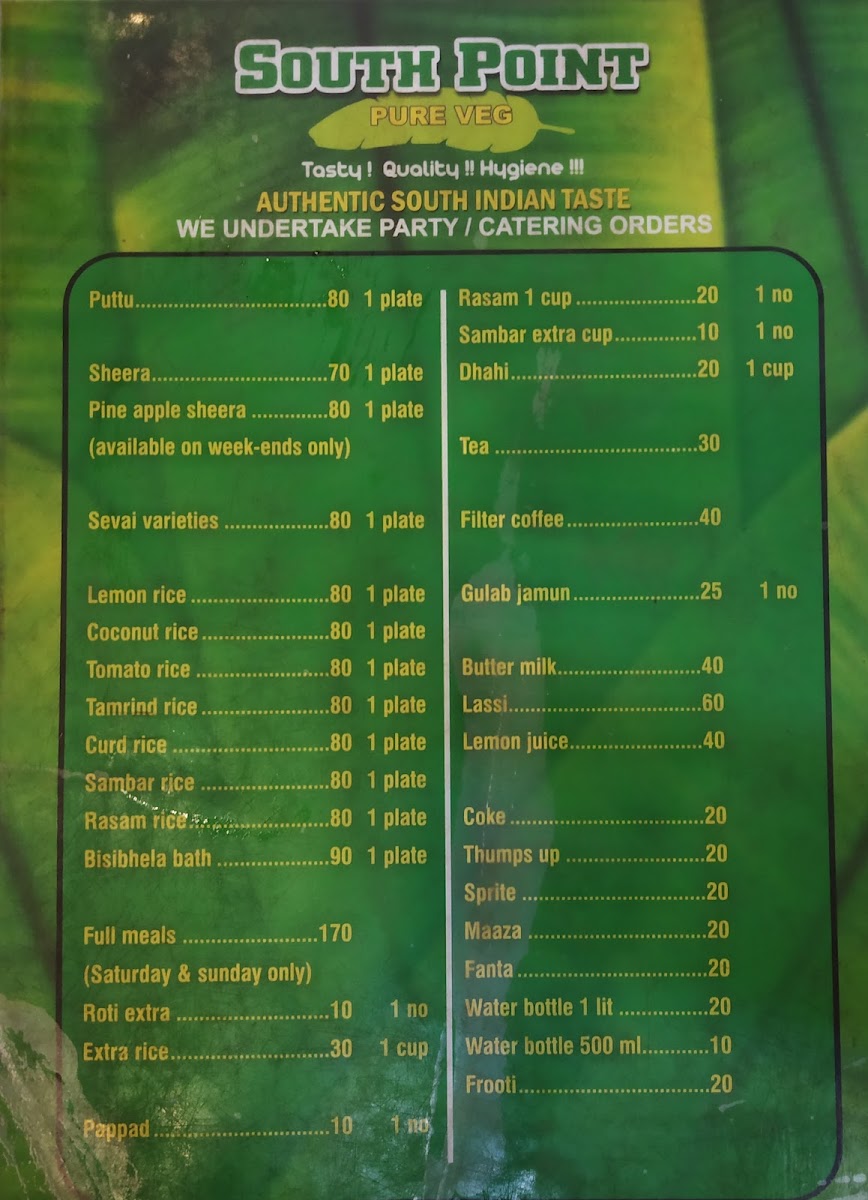 SOUTH POINT
PURE VEG
Tasty ! Quality !! Hygiene !!!
AUTHENTIC SOUTH INDIAN TASTE
WE UNDERTAKE PARTY / CATERING ORDERS
Puttu..............................80 1 plate
Sheera............................70 1 plate
Pine apple sheera .............80 1 plate
(available on week-ends only)
Sevai varieties ..................80 1 plate
Lemon rice ......................80 1 plate
Coconut rice....................80 1 plate
Tomato rice .....................80 1 plate
Tamrind rice ....................80 1 plate
Curd rice .........................80 1 plate
Sambar rice ....................80 1 plate
Rasam rice......................80 1 plate
Bisibhela bath ..................90 1 plate
Full meals .......................170
(Saturday & sunday only)
Roti extra ........................10 1 no
Extra rice.........................30 1 cup
Pappad ...........................10 1 no
Rasam 1 cup ....................20 1 no
Sambar extra cup..............10 1 no
Dhahi..............................20 1 cup
Tea .................................30
Filter coffee ......................40
Gulab jamun.....................25 1 no
Butter milk.......................40
Lassi...............................60
Lemon juice......................40
Coke ...............................20
Thumps up ......................20
Sprite .............................20
Maaza ............................20
Fanta ..............................20
Water bottle 1 lit ...............20
Water bottle 500 ml...........10
Frooti..............................20